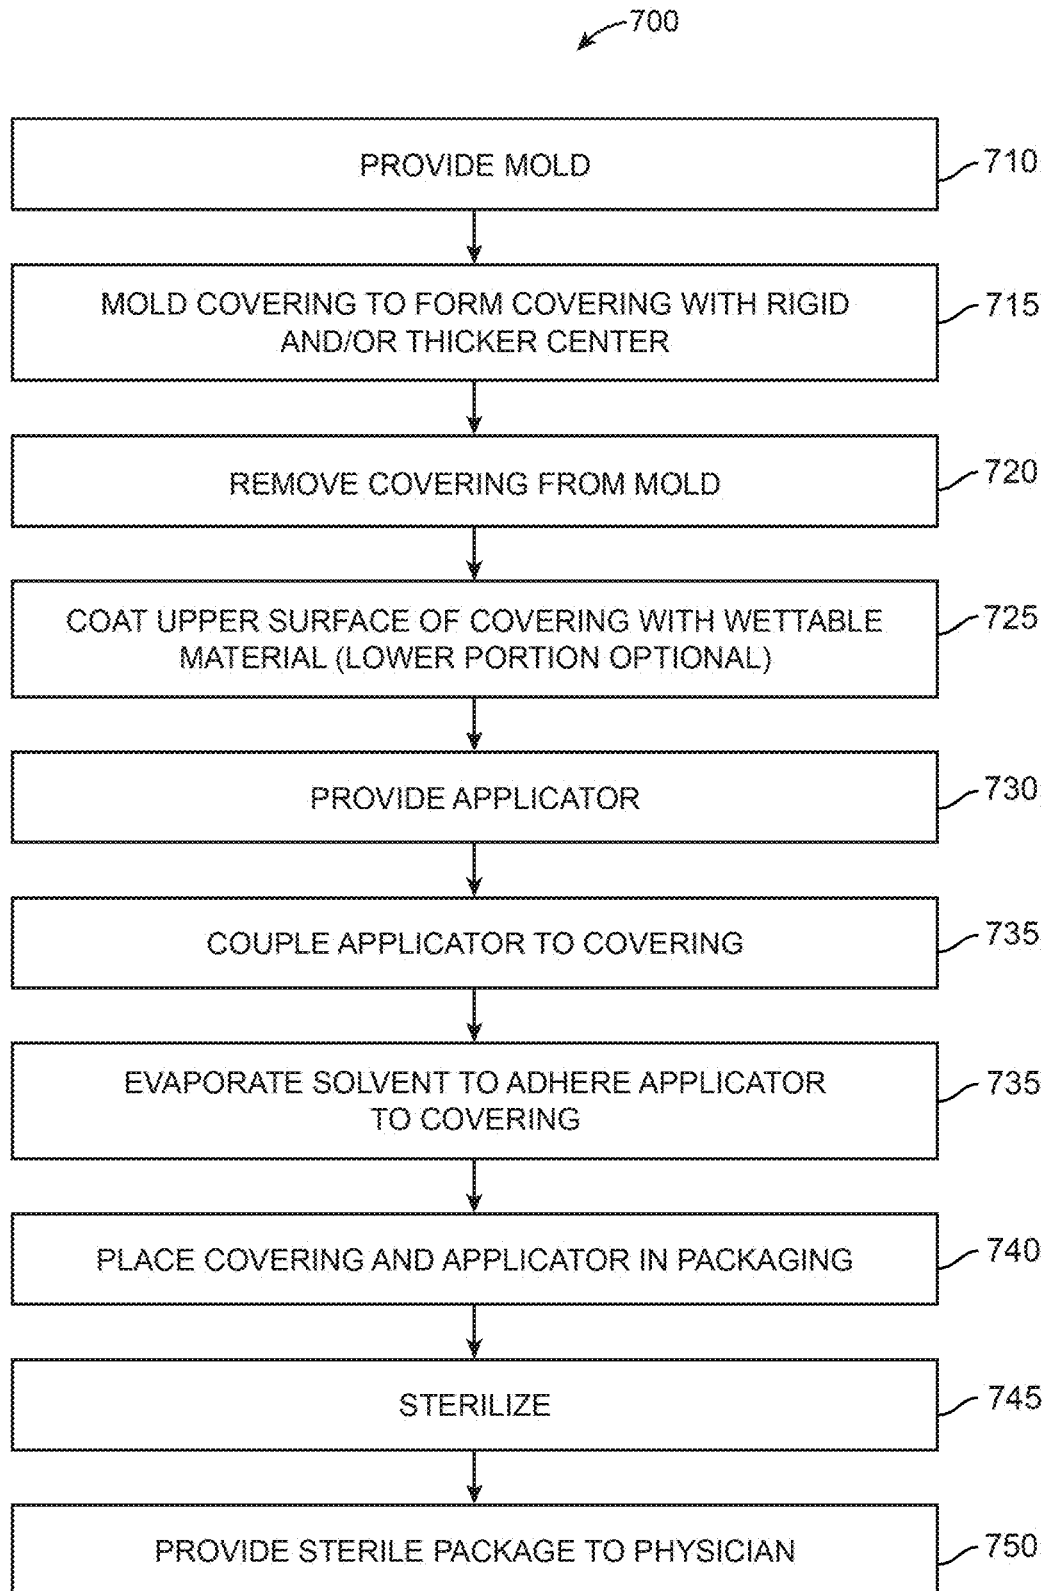 700
PROVIDE MOLD
710
MOLD COVERING TO FORM COVERING WITH RIGID
AND/OR THICKER CENTER
715
REMOVE COVERING FROM MOLD
720
COAT UPPER SURFACE OF COVERING WITH WETTABLE
MATERIAL (LOWER PORTION OPTIONAL)
725
PROVIDE APPLICATOR
730
COUPLE APPLICATOR TO COVERING
735
EVAPORATE SOLVENT TO ADHERE APPLICATOR
TO COVERING
735
PLACE COVERING AND APPLICATOR IN PACKAGING
740
STERILIZE
745
PROVIDE STERILE PACKAGE TO PHYSICIAN
750